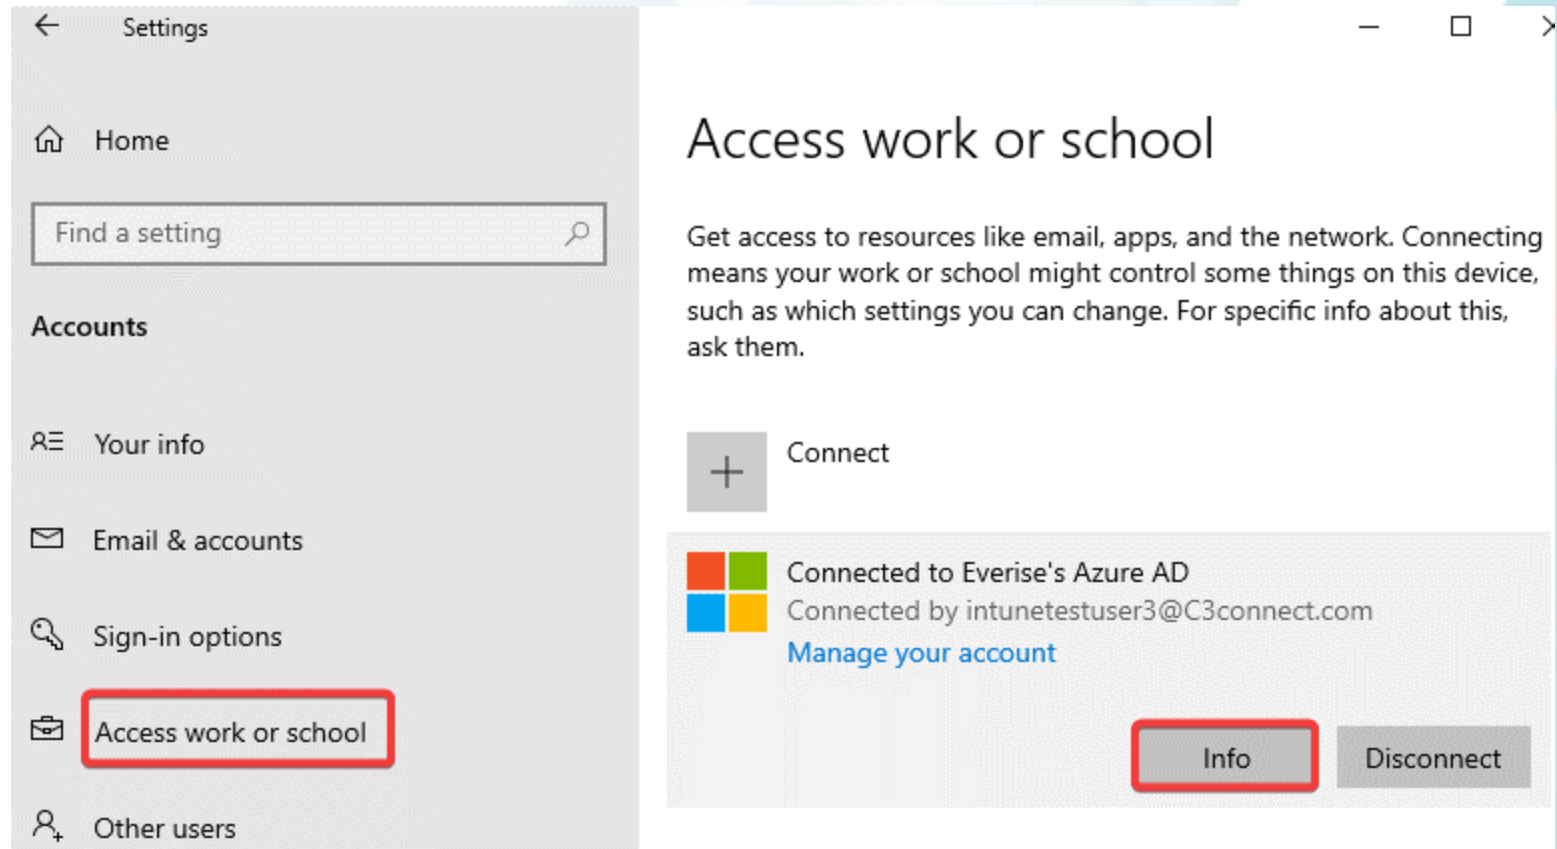 Settings
Home
Find a setting
Accounts
Your info
Email & accounts
Sign-in options
Access work or school
Other users
Access work or school
Get access to resources like email, apps, and the network. Connecting
means your work or school might control some things on this device,
such as which settings you can change. For specific info about this,
ask them.
Connect
Connected to Everise's Azure AD
Connected by intunetestuser3@C3connect.com
Manage your account
Info
Disconnect